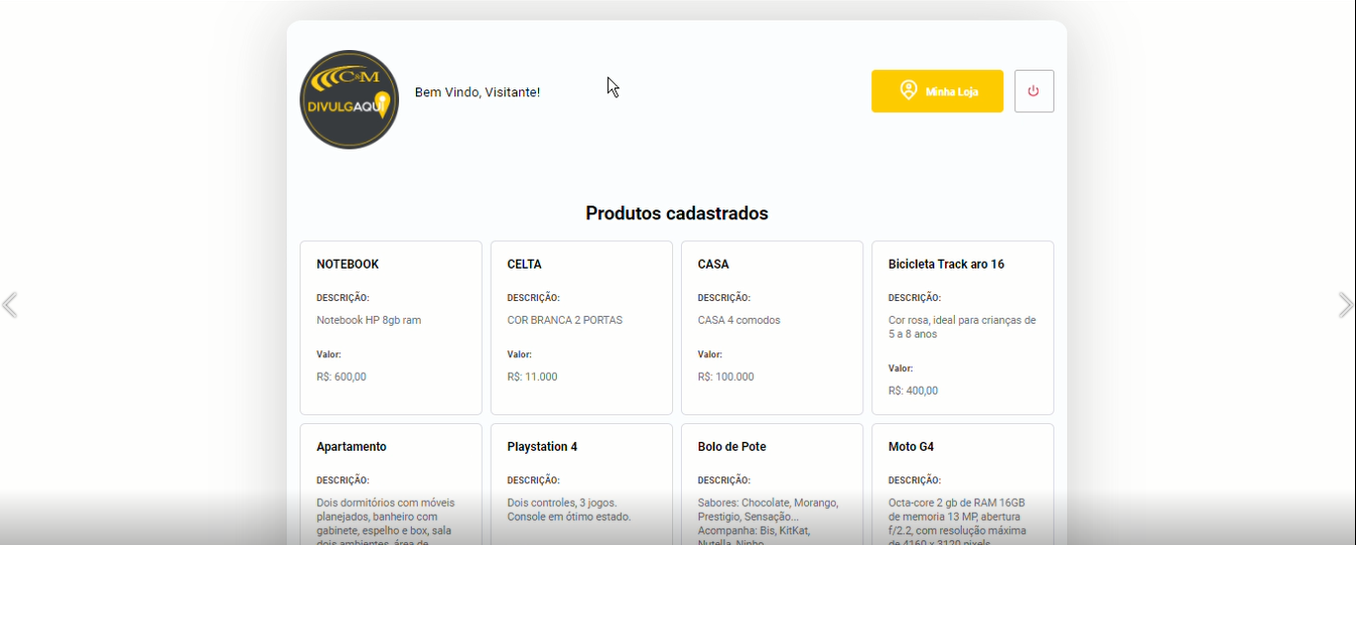 C&M
DIVULGAQUI
Bem Vindo, Visitante!
Minha Loja
Produtos cadastrados
NOTEBOOK
DESCRIÇÃO:
Notebook HP 8gb ram
Valor:
R$: 600,00
CELTA
DESCRIÇÃO:
COR BRANCA 2 PORTAS
Valor:
R$: 11.000
CASA
DESCRIÇÃO:
CASA 4 comodos
Valor:
R$: 100.000
Bicicleta Track aro 16
DESCRIÇÃO:
Cor rosa, ideal para crianças de
5 a 8 anos
Valor:
R$: 400,00
Apartamento
DESCRIÇÃO:
Dois dormitórios com móveis
planejados, banheiro com
gabinete, espelho e box, sala
dois ambientes, área de
Playstation 4
DESCRIÇÃO:
Dois controles, 3 jogos.
Console em ótimo estado.
Bolo de Pote
DESCRIÇÃO:
Sabores: Chocolate, Morango,
Prestigio, Sensação...
Acompanha: Bis, KitKat,
Nutella, Ninho
Moto G4
DESCRIÇÃO:
Octa-core 2 gb de RAM 16GB
de memoria 13 MP, abertura
f/2.2, com resolução máxima
de 4160 x 3120 pixels